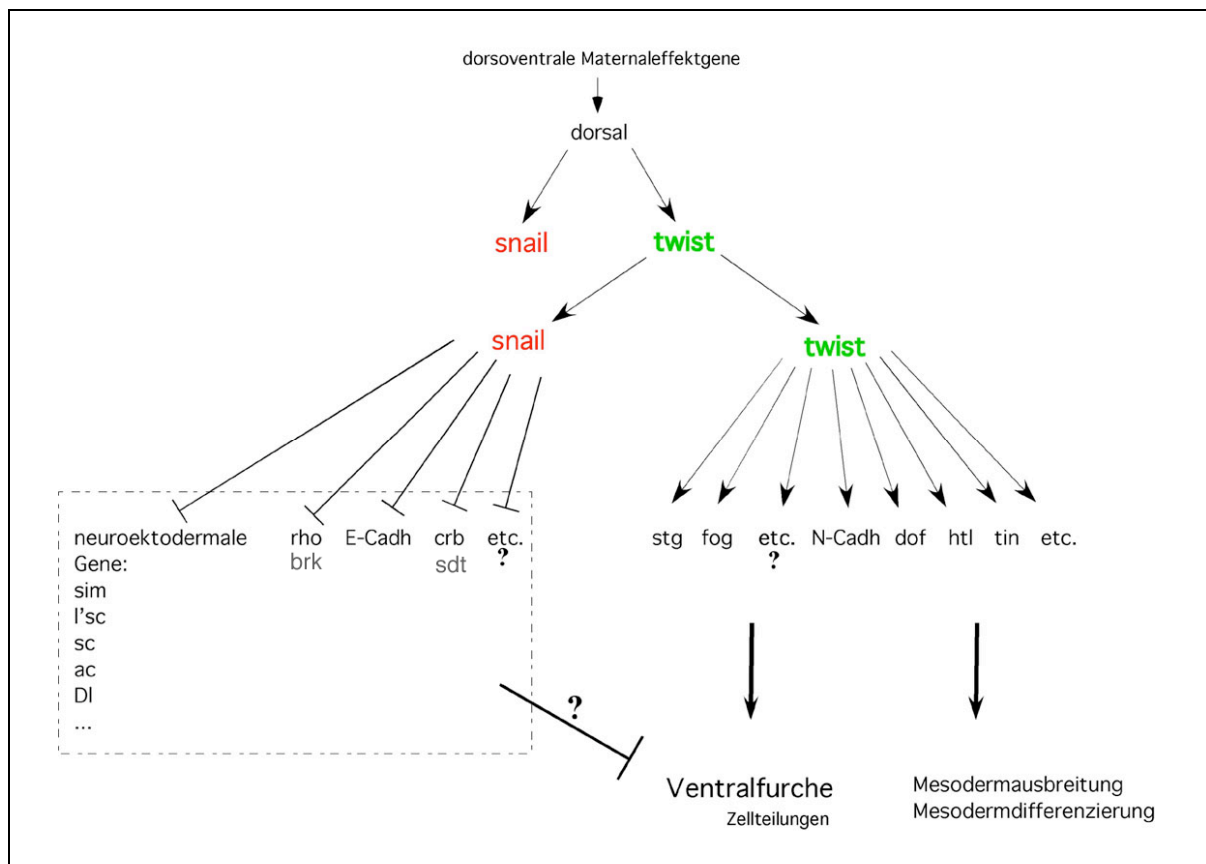 dorsoventrale Maternaleffektgene
dorsal
snail twist
snail twist
neuroektodermale rho E-Cadh crb etc. stg fog etc. N-Cadh dof htl tin etc.
Gene: brk sdt ? ?
sim
l'sc
sc
ac
Dl
...
?
Ventralfurche Mesodermausbreitung
Zellteilungen Mesodermdifferenzierung